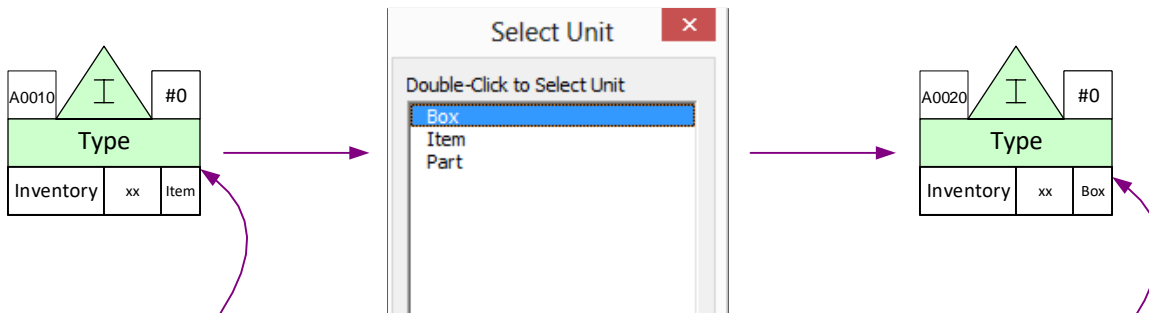 A0010
I
#0
Type
Inventory
xx
Item
Select Unit
Double-Click to Select Unit
Box
Item
Part
A0020
I
#0
Type
Inventory
xx
Box